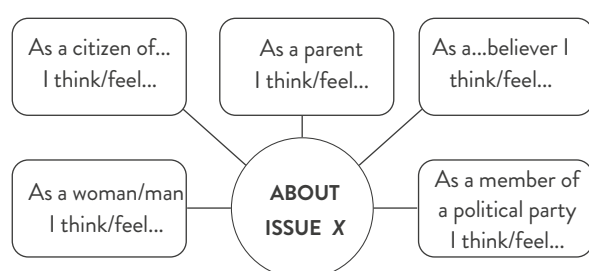 As a citizen of...
I think/feel...
As a parent
I think/feel...
As a...believer I
think/feel...
As a woman/man
I think/feel...
ABOUT
ISSUE X
As a member of
a political party
I think/feel...